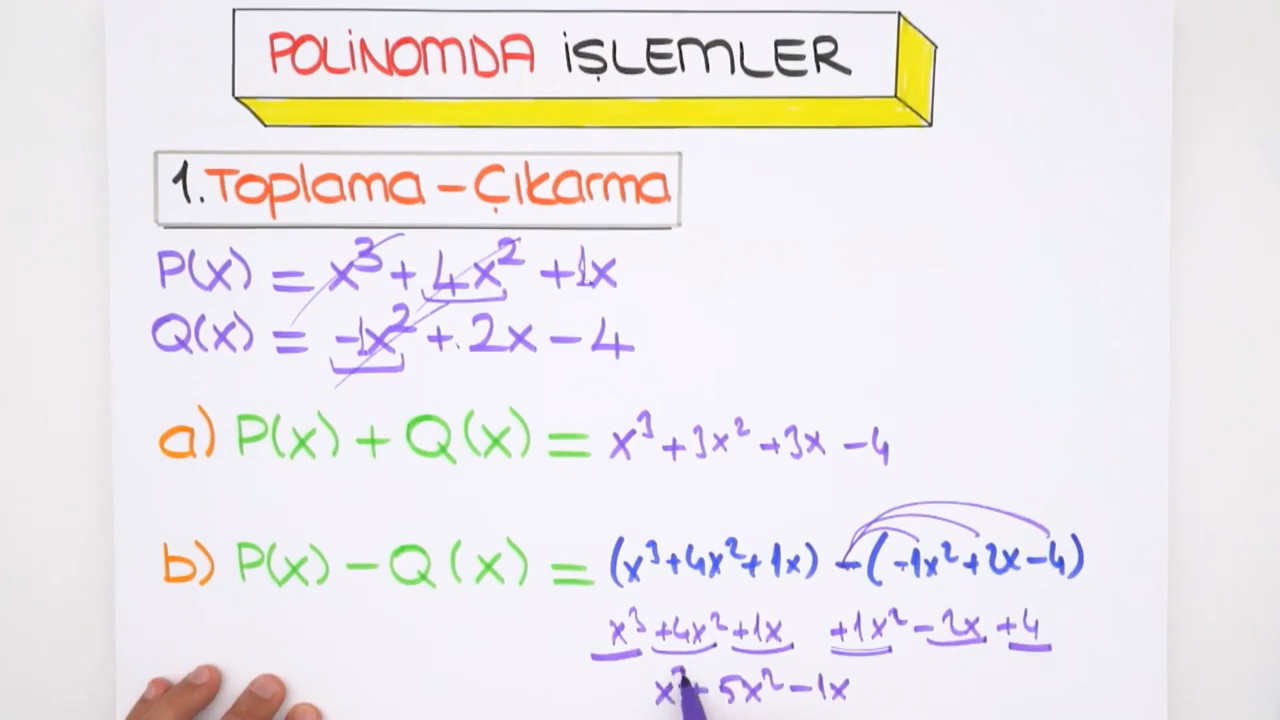 POLİNOMDA İŞLEMLER
1. Toplama - Çıkarma
P(x) = x³ + 4x² + 1x
Q(x) = -1x² + 2x - 4
a) P(x) + Q(x) = x³ + 3x² + 3x - 4
b) P(x) - Q(x) = (x³ + 4x² + 1x) - (-1x² + 2x - 4)
x³ + 4x² + 1x + 1x² - 2x + 4
x³ + 5x² - 1x